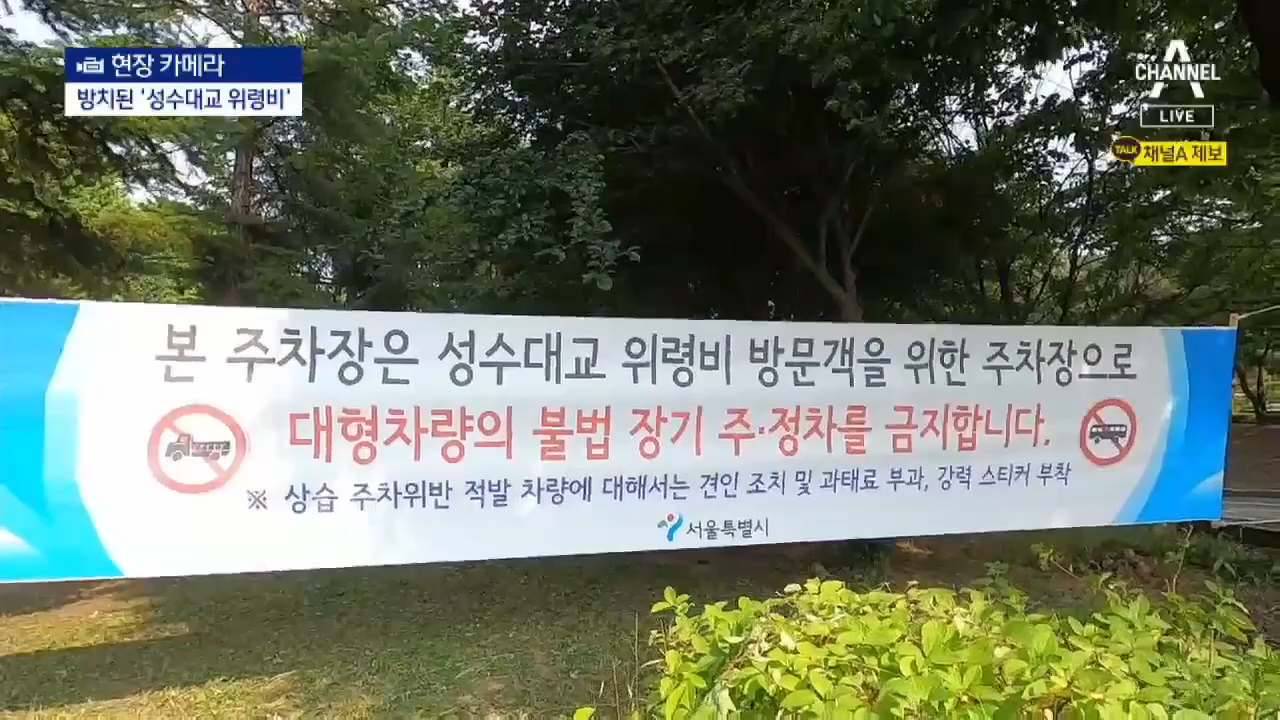 현장 카메라
방치된 '성수대교 위령비'
CHANNEL A
LIVE
TALK 채널A 제보
본 주차장은 성수대교 위령비 방문객을 위한 주차장으로
대형차량의 불법 장기 주·정차를 금지합니다.
※ 상습 주차위반 적발 차량에 대해서는 견인 조치 및 과태료 부과, 강력 스티커 부착
서울특별시